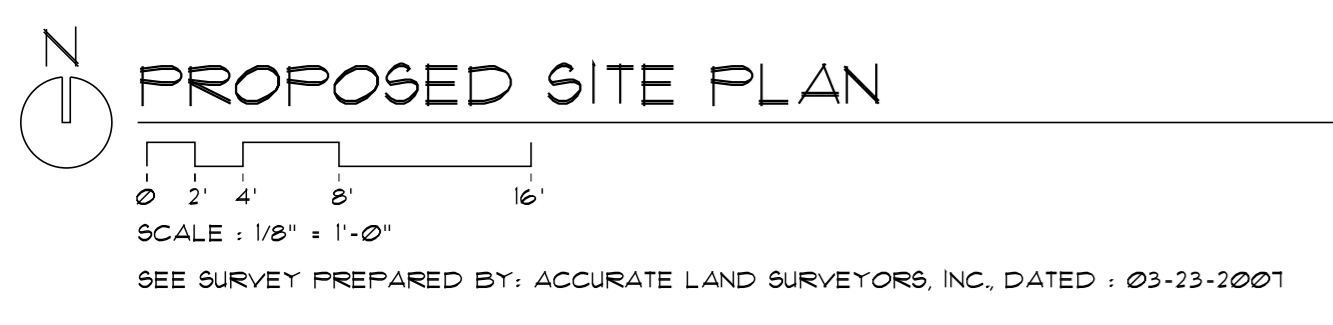 N
PROPOSED SITE PLAN
0 2' 4' 8' 16'
SCALE : 1/8" = 1'-0"
SEE SURVEY PREPARED BY: ACCURATE LAND SURVEYORS, INC., DATED : 03-23-2007